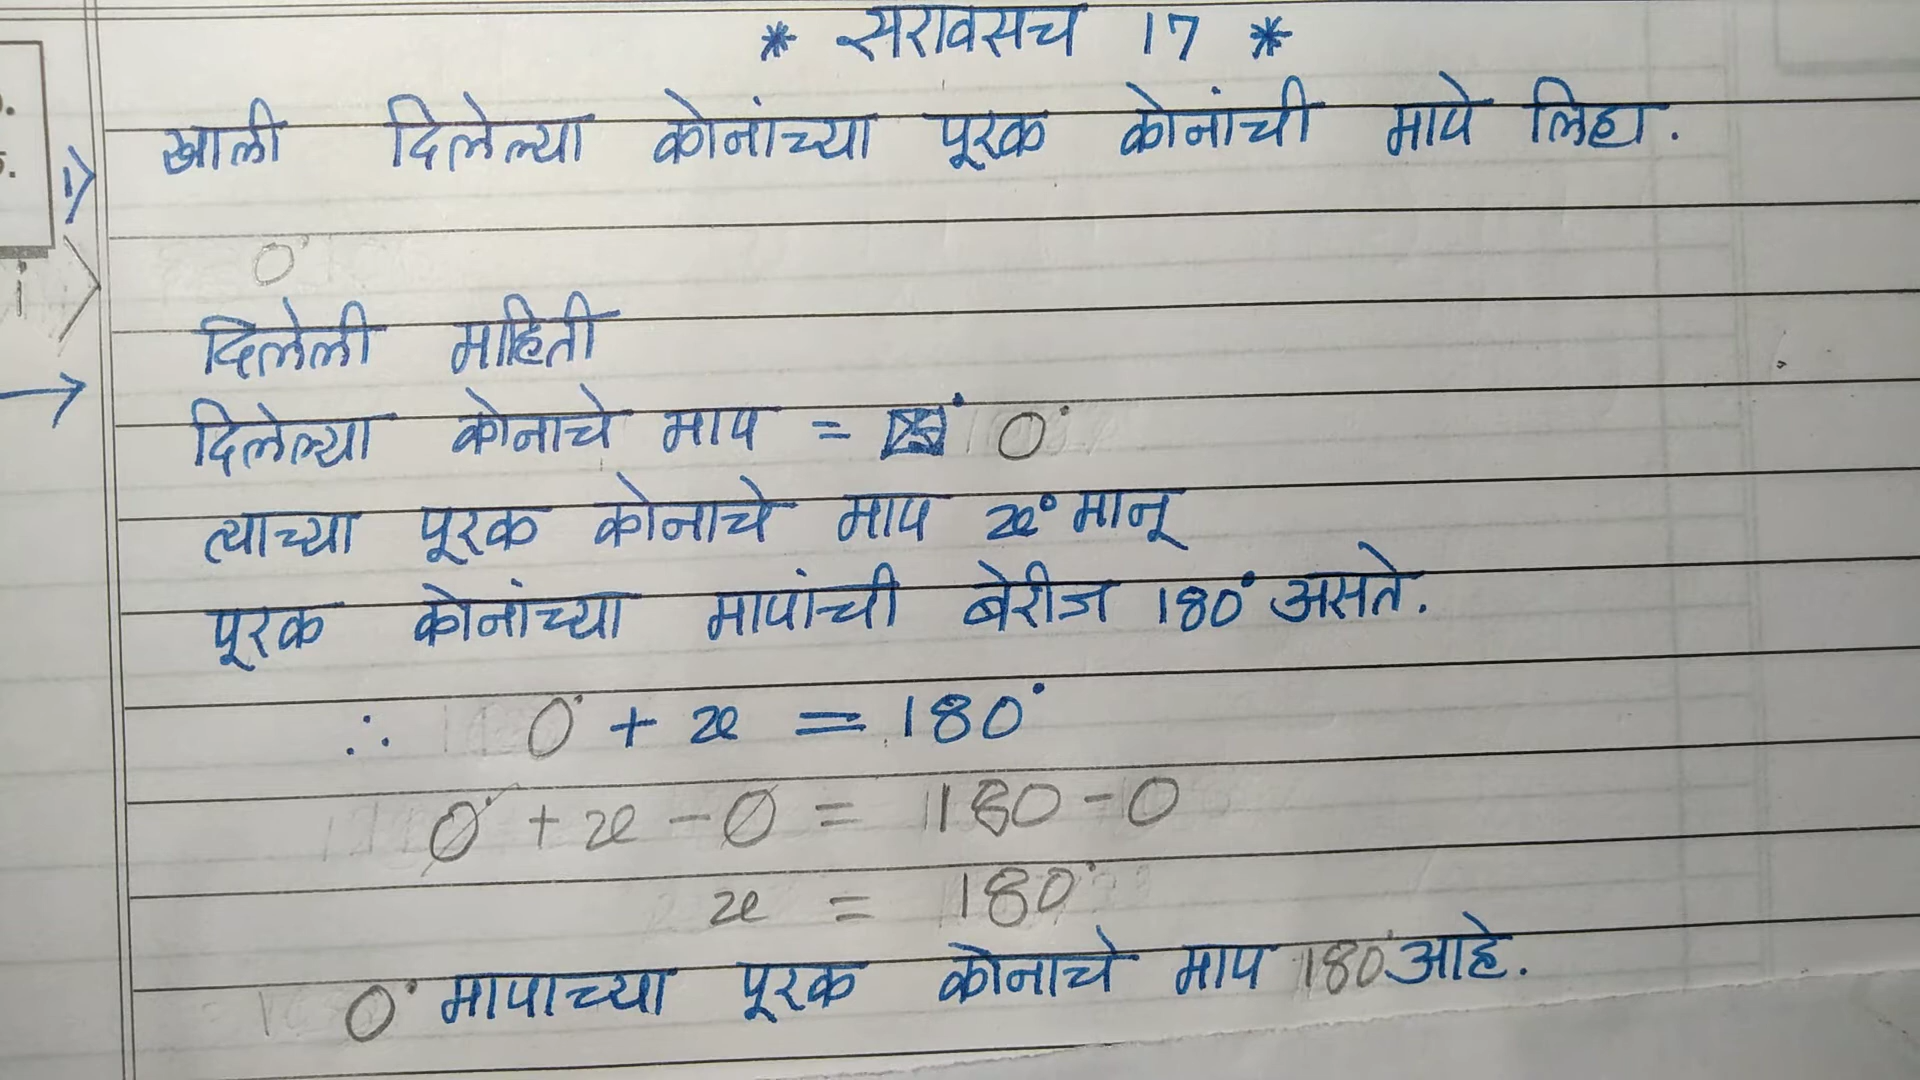 * सरावसच 17 *
1) खाली दिलेल्या कोनांच्या पूरक कोनांची मापे लिहा.
i 0°
दिलेली माहिती
→ दिलेल्या कोनाचे माप = 0°
त्याच्या पूरक कोनाचे माप x° मानू
पूरक कोनांच्या मापांची बेरीज 180° असते.
∴ 0° + x = 180°
0° + x - 0 = 180 - 0
x = 180°
0° मापाच्या पूरक कोनाचे माप 180° आहे.